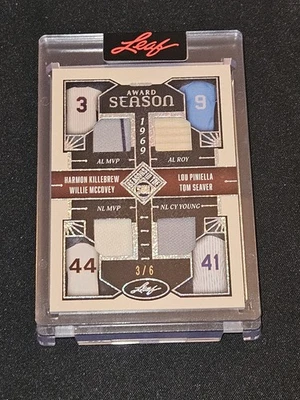 Leaf
AWARD
SEASON
3
9
1969
AL MVP
AL ROY
HARMON KILLEBREW
WILLIE MCCOVEY
LOU PINIELLA
TOM SEAVER
NL MVP
NL CY YOUNG
44
41
3/6
Leaf